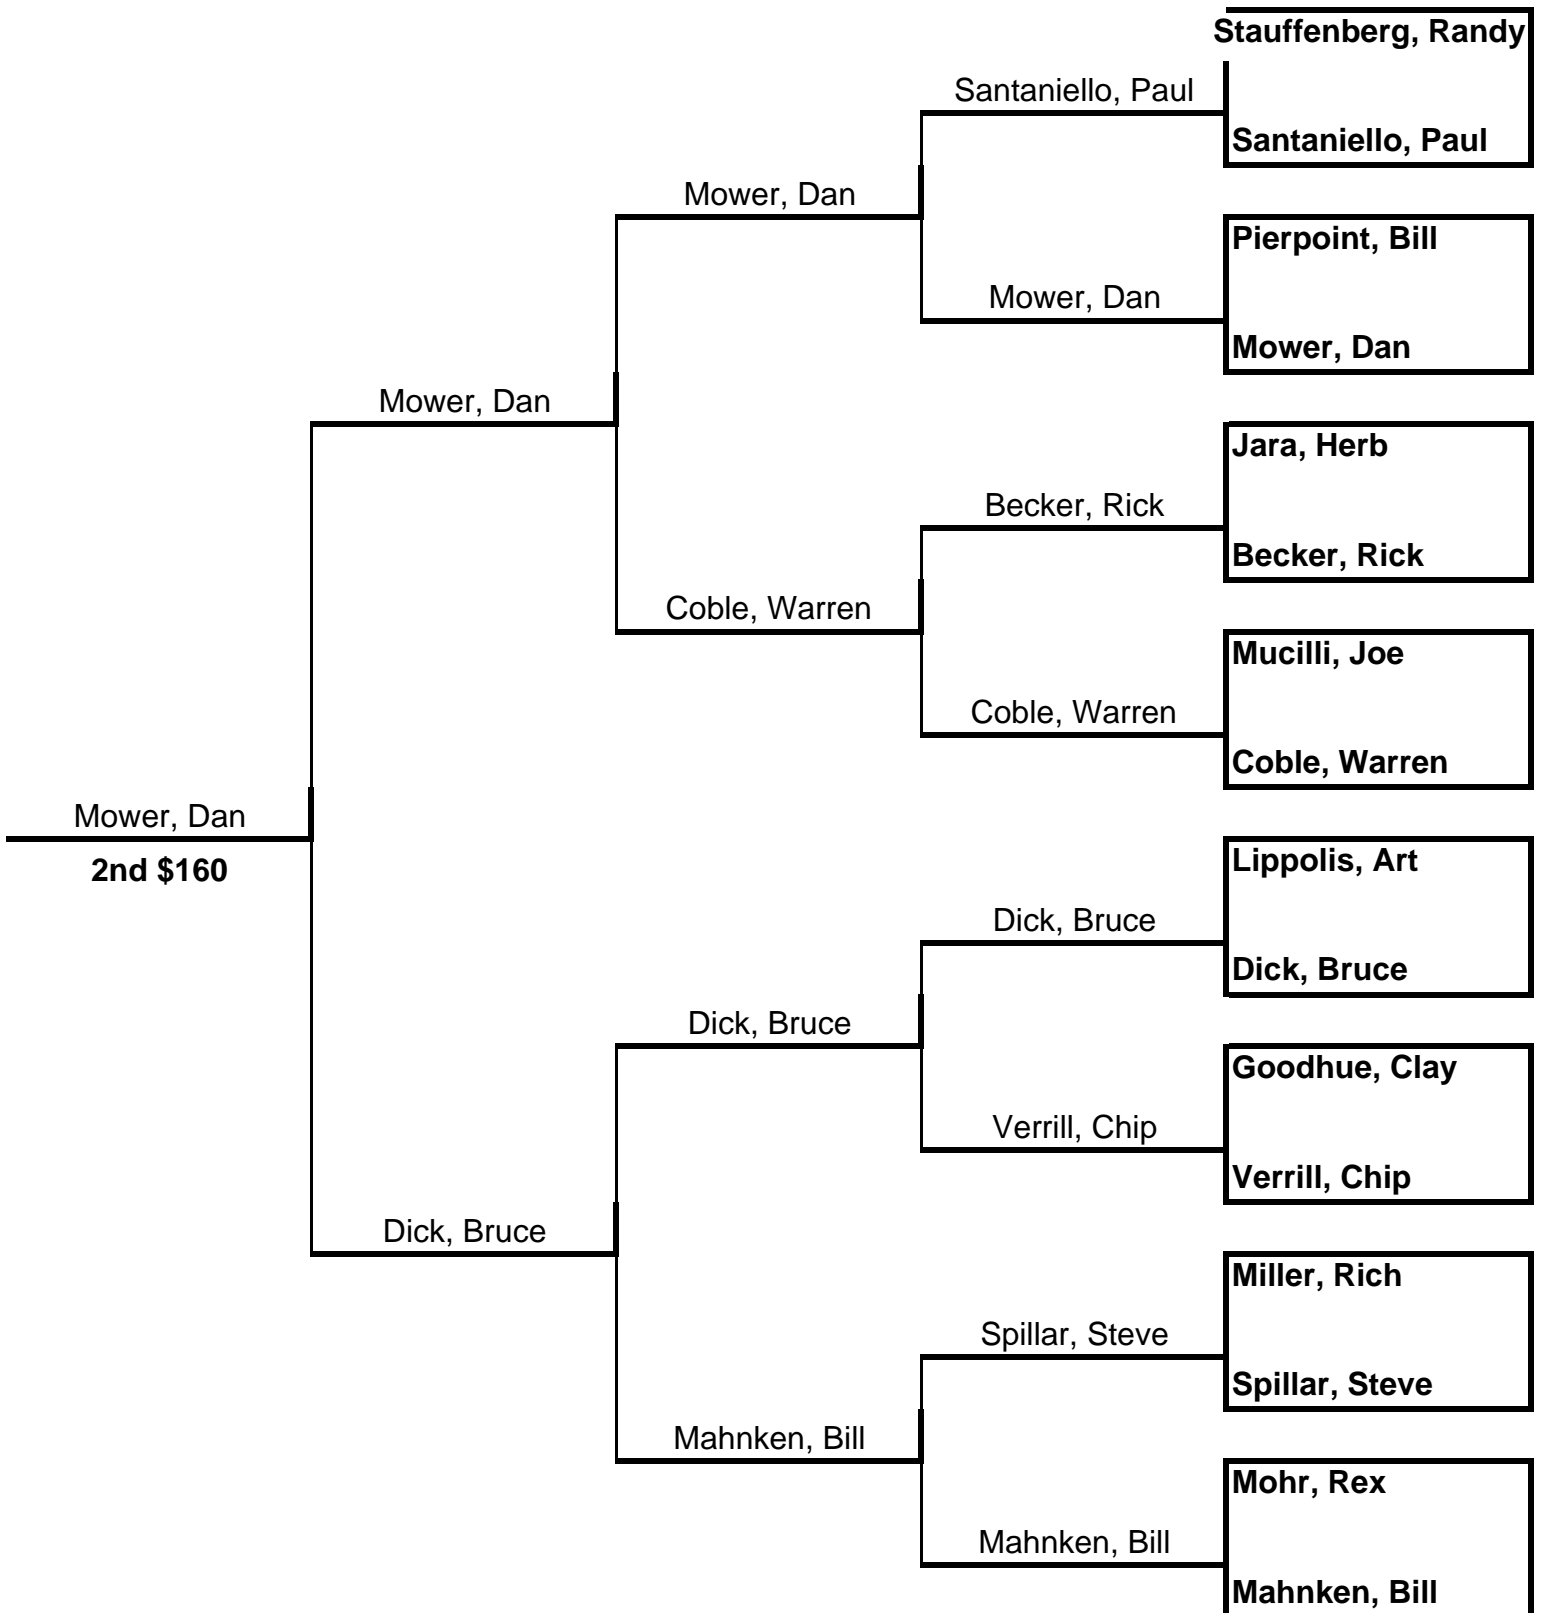 Stauffenberg, Randy
Santaniello, Paul
Santaniello, Paul
Mower, Dan
Pierpoint, Bill
Mower, Dan
Mower, Dan
Mower, Dan
Jara, Herb
Becker, Rick
Becker, Rick
Coble, Warren
Mucilli, Joe
Coble, Warren
Coble, Warren
Mower, Dan
2nd $160
Lippolis, Art
Dick, Bruce
Dick, Bruce
Dick, Bruce
Goodhue, Clay
Verrill, Chip
Verrill, Chip
Dick, Bruce
Miller, Rich
Spillar, Steve
Spillar, Steve
Mahnken, Bill
Mohr, Rex
Mahnken, Bill
Mahnken, Bill